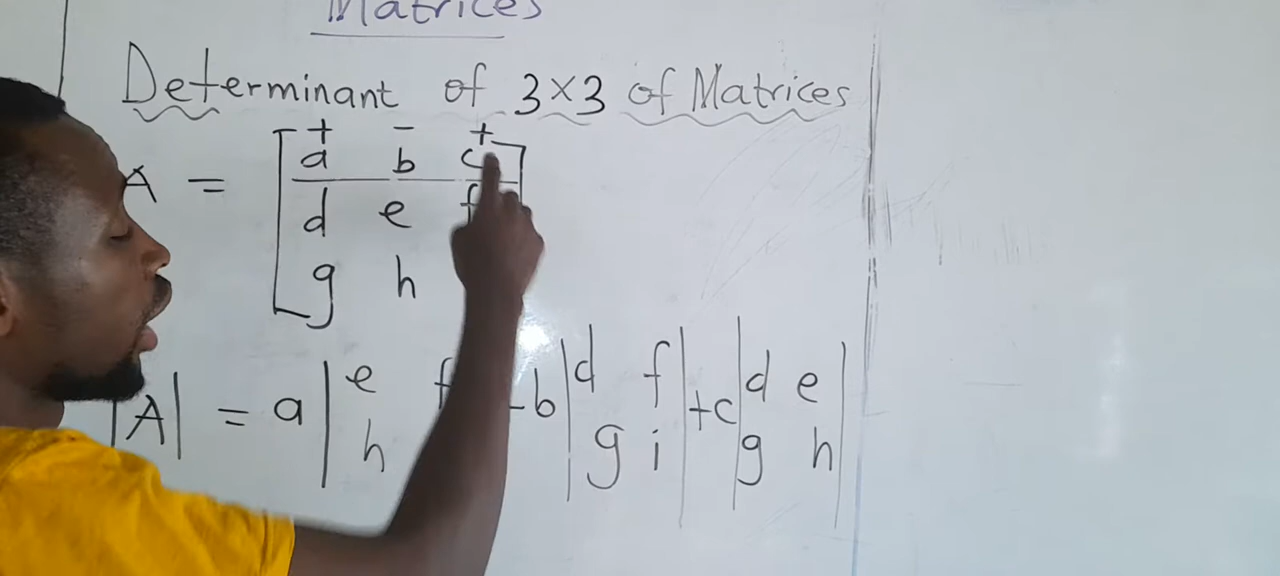 Matrices
Determinant of 3×3 of Matrices
+ - +
A = [ a b c ]
d e f
g h
|A| = a | e f - b | d f | + c | d e |
h g i g h